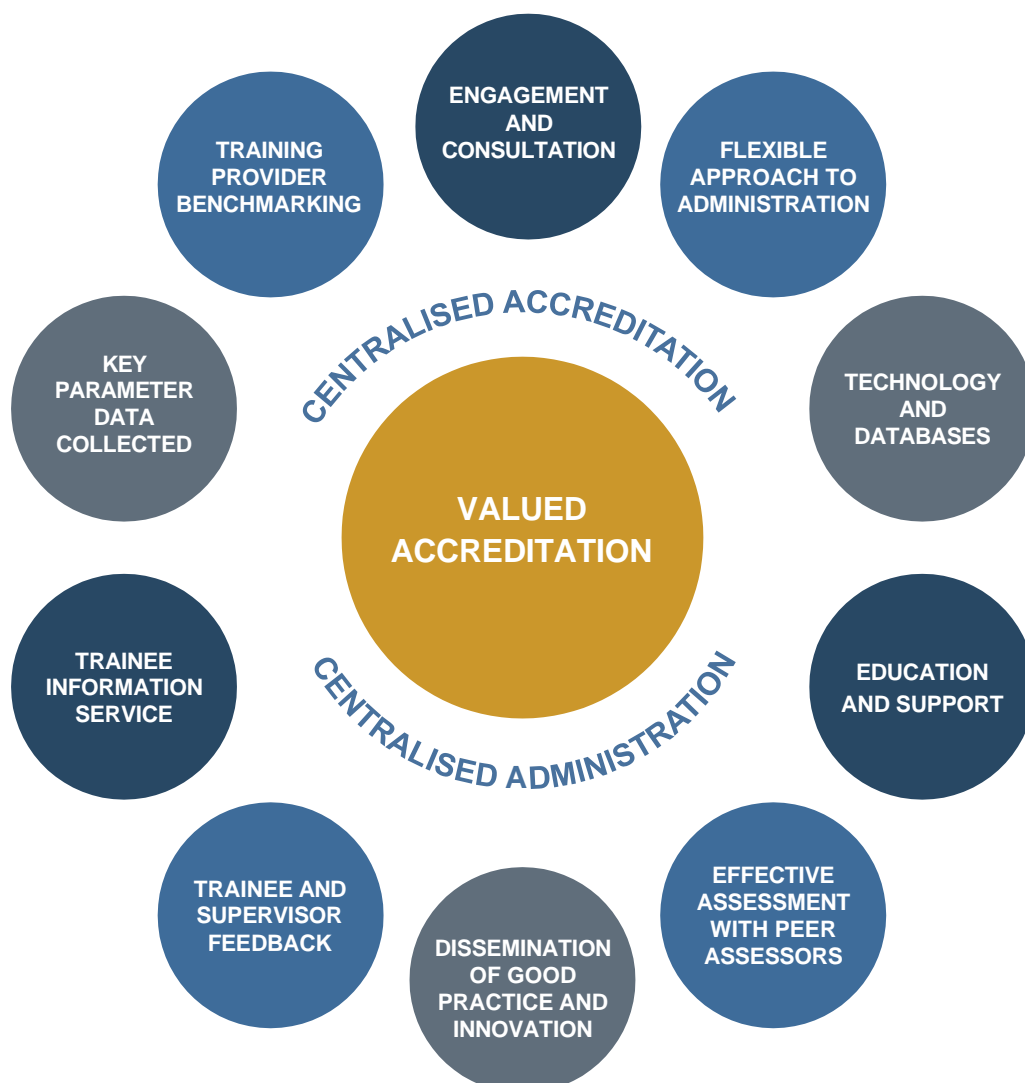 ENGAGEMENT
AND
CONSULTATION
FLEXIBLE
APPROACH TO
ADMINISTRATION
TECHNOLOGY
AND
DATABASES
EDUCATION
AND SUPPORT
EFFECTIVE
ASSESSMENT
WITH PEER
ASSESSORS
DISSEMINATION
OF GOOD
PRACTICE AND
INNOVATION
TRAINEE AND
SUPERVISOR
FEEDBACK
TRAINEE
INFORMATION
SERVICE
KEY
PARAMETER
DATA
COLLECTED
TRAINING
PROVIDER
BENCHMARKING
CENTRALISED ACCREDITATION
VALUED
ACCREDITATION
CENTRALISED ADMINISTRATION